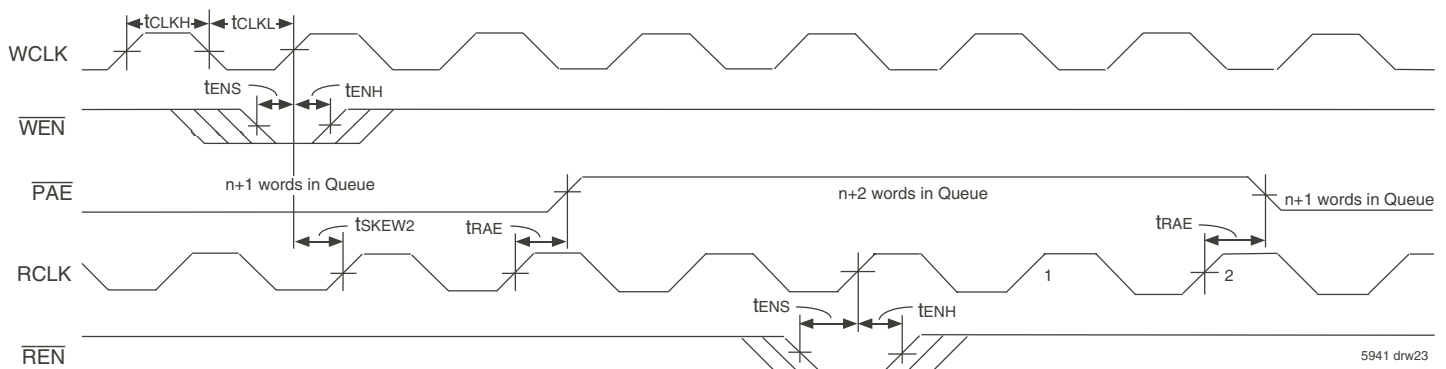 tCLKH tCLKL
WCLK
tENS tENH
WEN
n+1 words in Queue
PAE
n+2 words in Queue
n+1 words in Queue
tSKEW2
tRAE
tRAE
RCLK
1
2
tENS
tENH
REN
5941 drw23